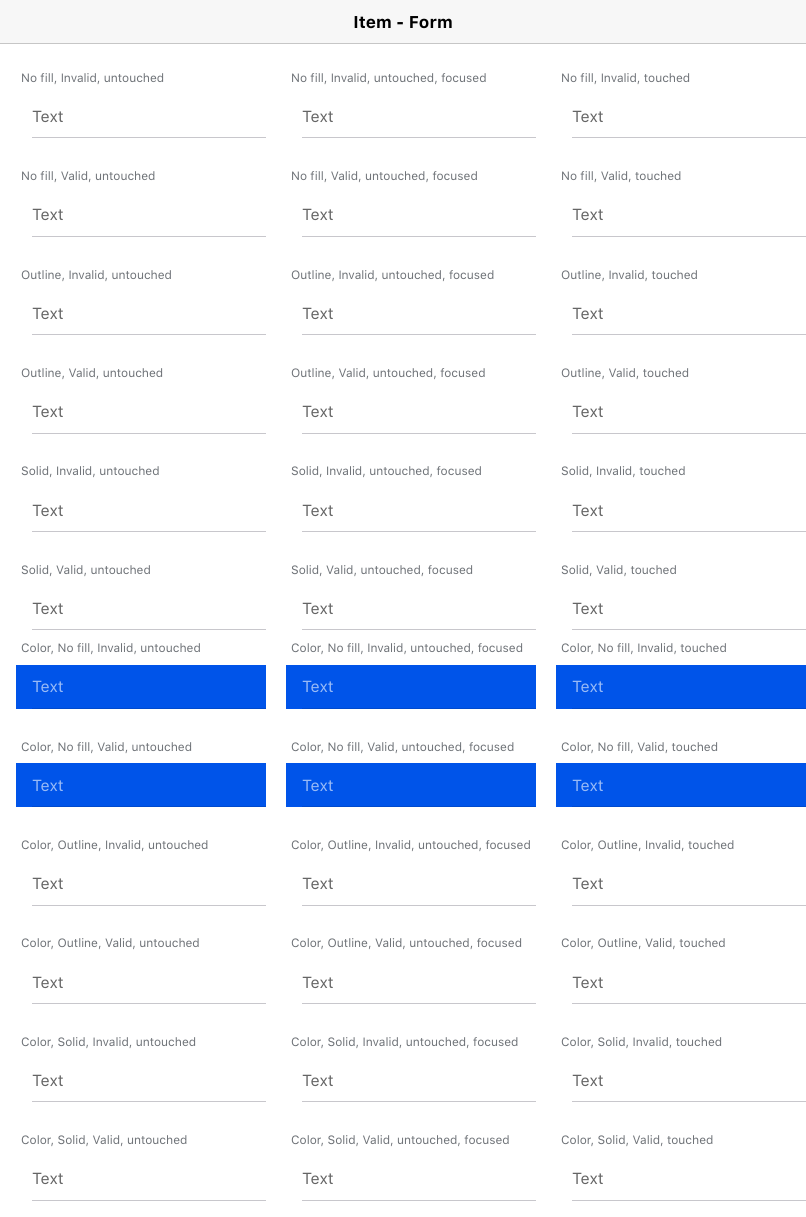 Item - Form
No fill, Invalid, untouched No fill, Invalid, untouched, focused No fill, Invalid, touched
Text Text Text
No fill, Valid, untouched No fill, Valid, untouched, focused No fill, Valid, touched
Text Text Text
Outline, Invalid, untouched Outline, Invalid, untouched, focused Outline, Invalid, touched
Text Text Text
Outline, Valid, untouched Outline, Valid, untouched, focused Outline, Valid, touched
Text Text Text
Solid, Invalid, untouched Solid, Invalid, untouched, focused Solid, Invalid, touched
Text Text Text
Solid, Valid, untouched Solid, Valid, untouched, focused Solid, Valid, touched
Text Text Text
Color, No fill, Invalid, untouched Color, No fill, Invalid, untouched, focused Color, No fill, Invalid, touched
Text Text Text
Color, No fill, Valid, untouched Color, No fill, Valid, untouched, focused Color, No fill, Valid, touched
Text Text Text
Color, Outline, Invalid, untouched Color, Outline, Invalid, untouched, focused Color, Outline, Invalid, touched
Text Text Text
Color, Outline, Valid, untouched Color, Outline, Valid, untouched, focused Color, Outline, Valid, touched
Text Text Text
Color, Solid, Invalid, untouched Color, Solid, Invalid, untouched, focused Color, Solid, Invalid, touched
Text Text Text
Color, Solid, Valid, untouched Color, Solid, Valid, untouched, focused Color, Solid, Valid, touched
Text Text Text